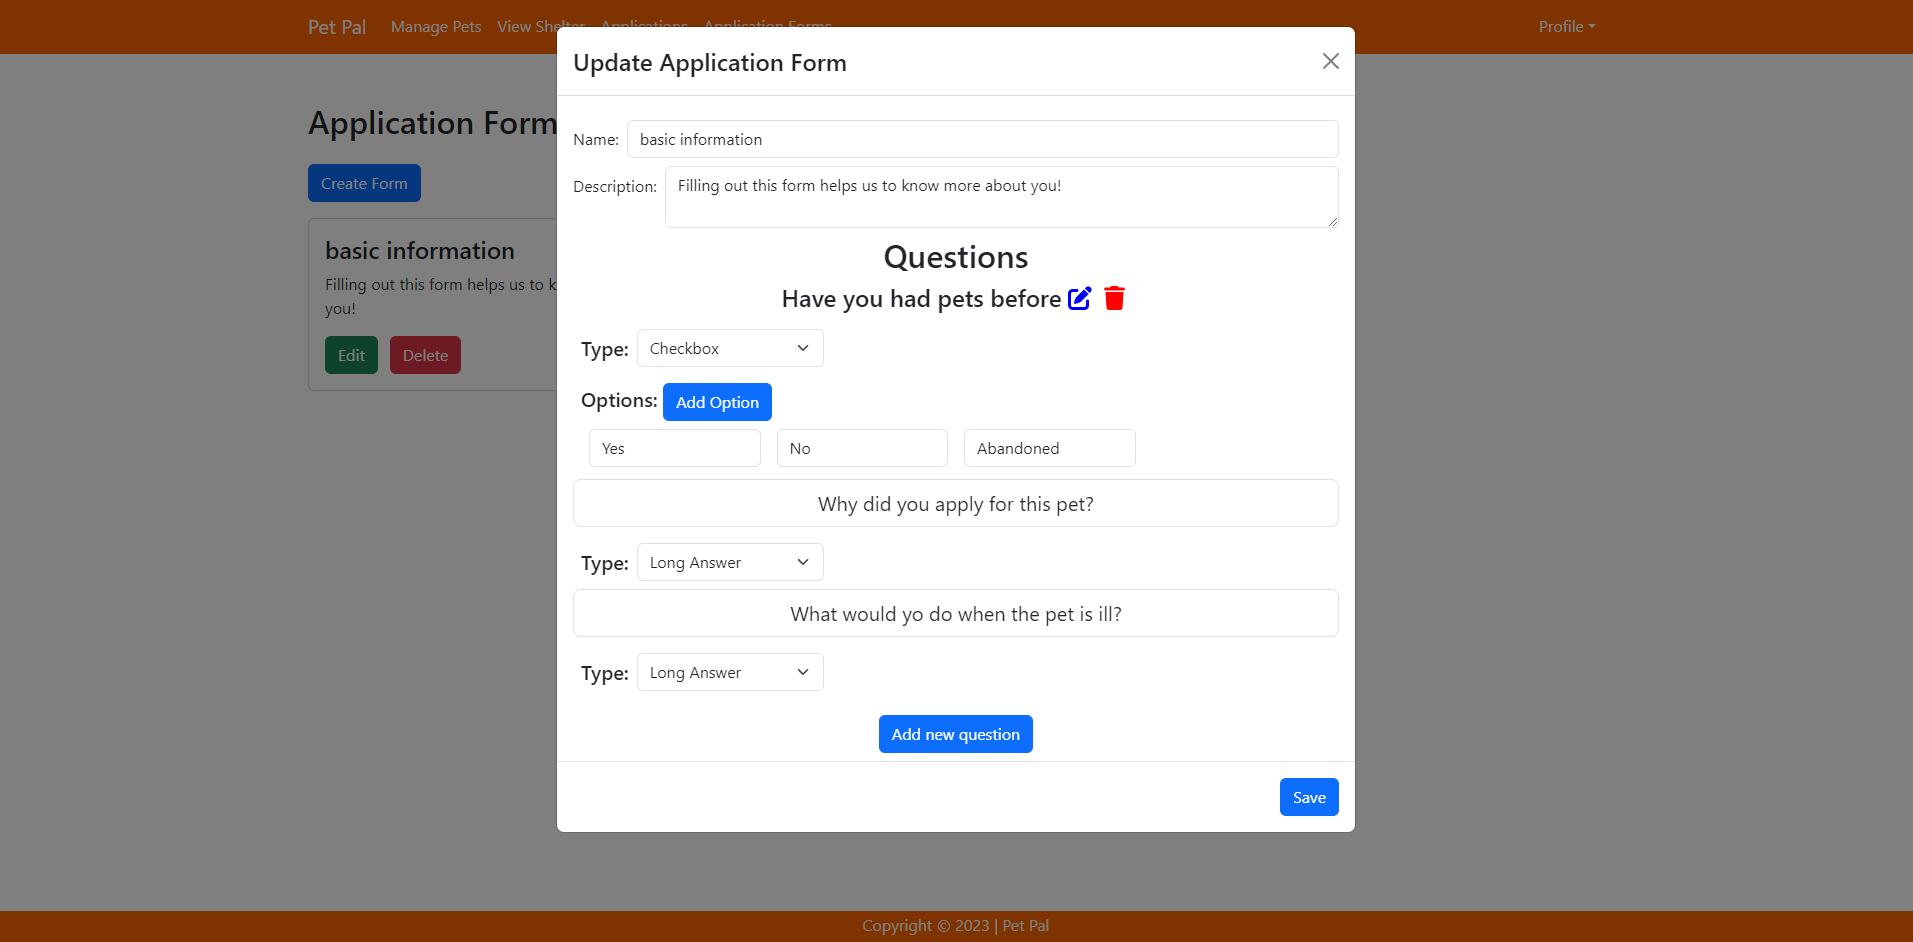 Pet Pal Manage Pets View Shelter Applications Application Forms Profile
Update Application Form
Application Form
Name: basic information
Description: Filling out this form helps us to know more about you!
Create Form
basic information
Filling out this form helps us to k
you!
Edit Delete
Questions
Have you had pets before
Type: Checkbox
Options: Add Option
Yes No Abandoned
Why did you apply for this pet?
Type: Long Answer
What would yo do when the pet is ill?
Type: Long Answer
Add new question
Save
Copyright © 2023 | Pet Pal